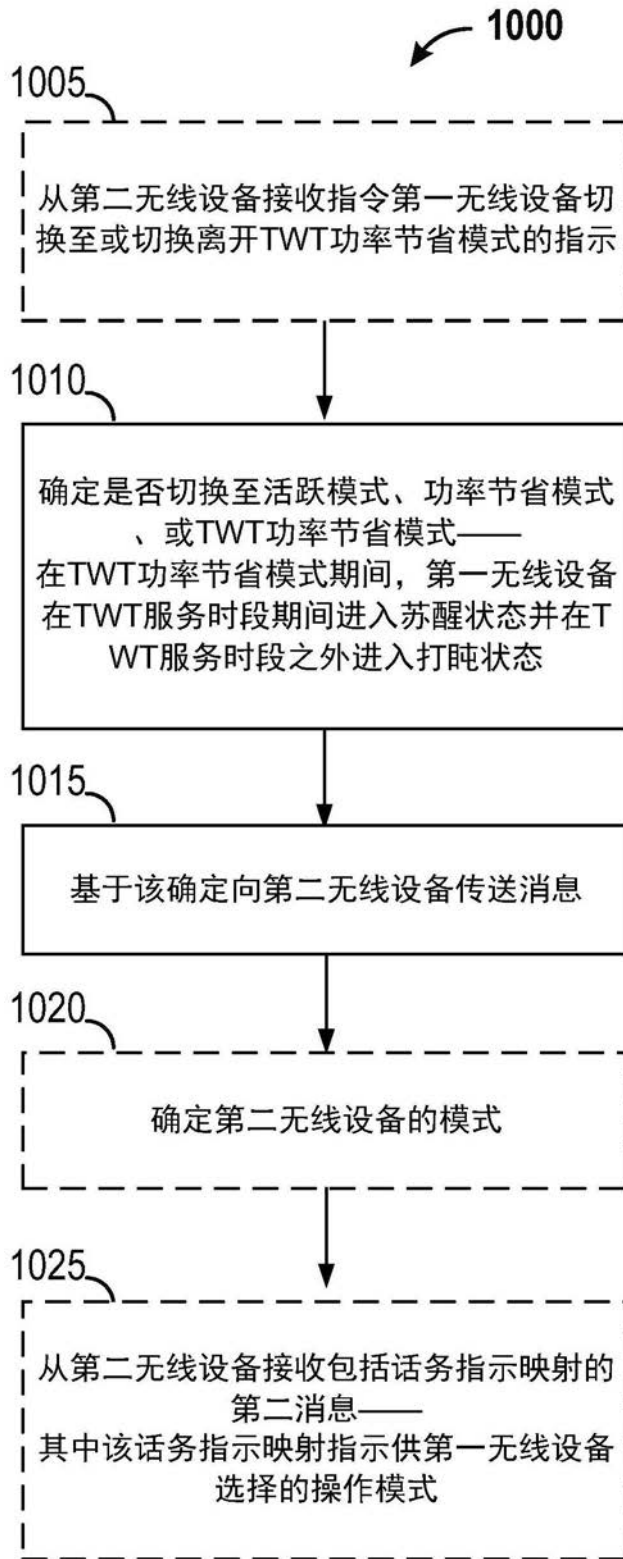 1000
1005
从第二无线设备接收指令第一无线设备切
换至或切换离开TWT功率节省模式的指示
1010
确定是否切换至活跃模式、功率节省模式
、或TWT功率节省模式——
在TWT功率节省模式期间，第一无线设备
在TWT服务时段期间进入苏醒状态并在T
WT服务时段之外进入打盹状态
1015
基于该确定向第二无线设备传送消息
1020
确定第二无线设备的模式
1025
从第二无线设备接收包括话务指示映射的
第二消息——
其中该话务指示映射指示供第一无线设备
选择的操作模式